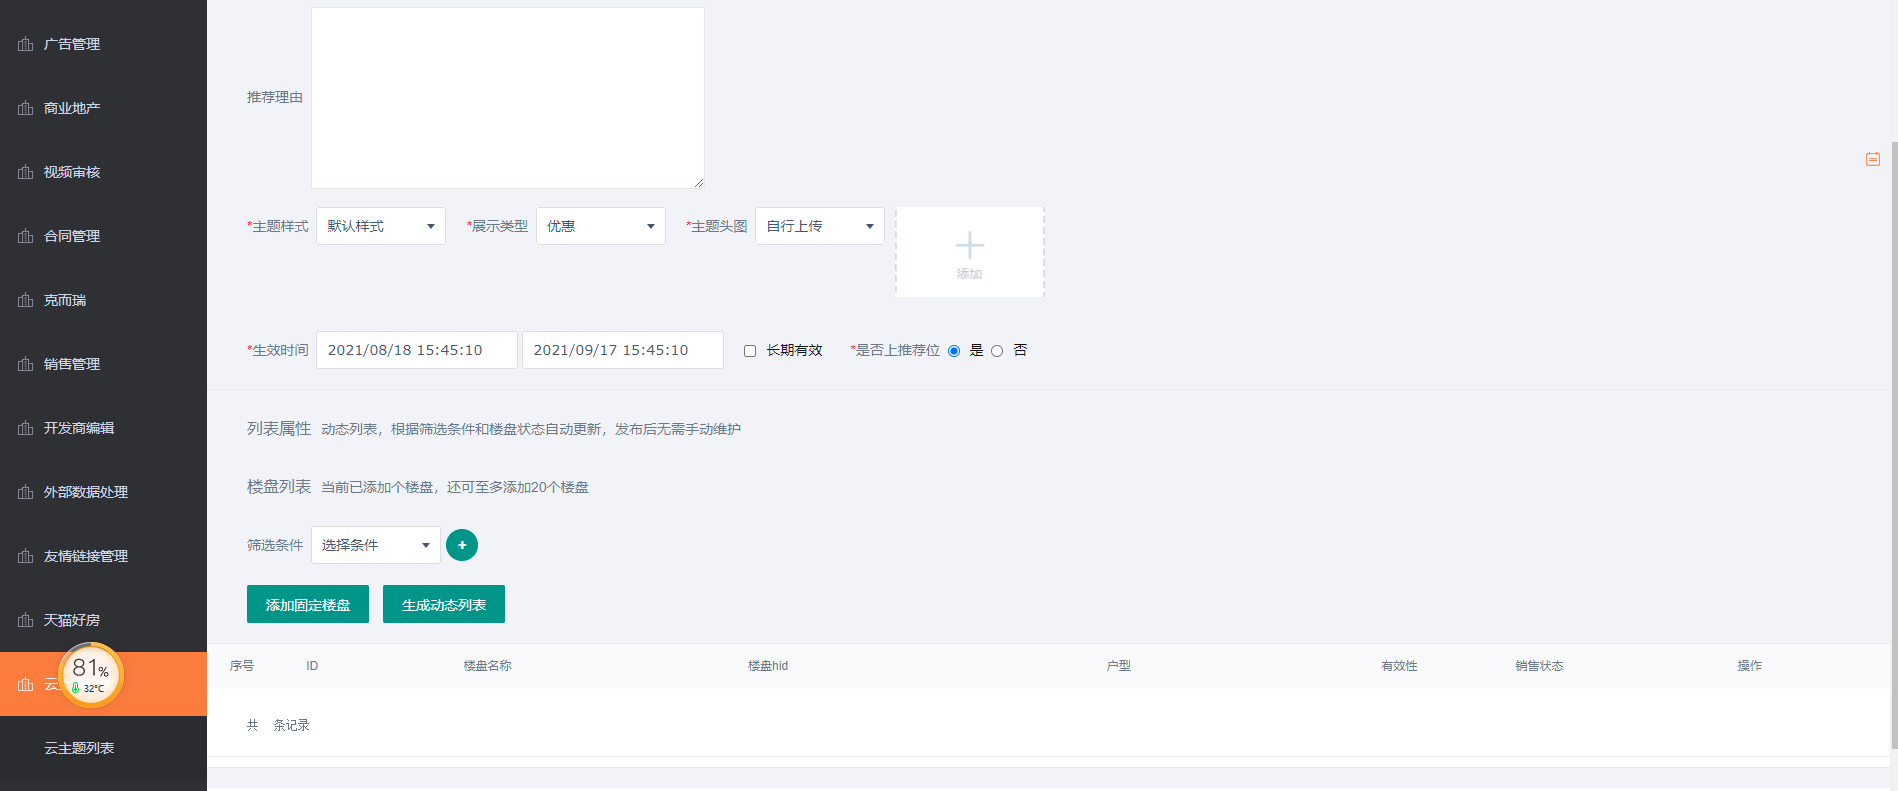 广告管理
商业地产
视频审核
合同管理
克而瑞
销售管理
开发商编辑
外部数据处理
友情链接管理
天猫好房
云
81%
32°C
云主题列表
推荐理由
*主题样式 默认样式 *展示类型 优惠 *主题头图 自行上传
添加
*生效时间 2021/08/18 15:45:10 2021/09/17 15:45:10 长期有效 *是否上推荐位 是 否
列表属性 动态列表，根据筛选条件和楼盘状态自动更新，发布后无需手动维护
楼盘列表 当前已添加个楼盘，还可至多添加20个楼盘
筛选条件 选择条件
添加固定楼盘 生成动态列表
序号 ID 楼盘名称 楼盘hid 户型 有效性 销售状态 操作
共 条记录